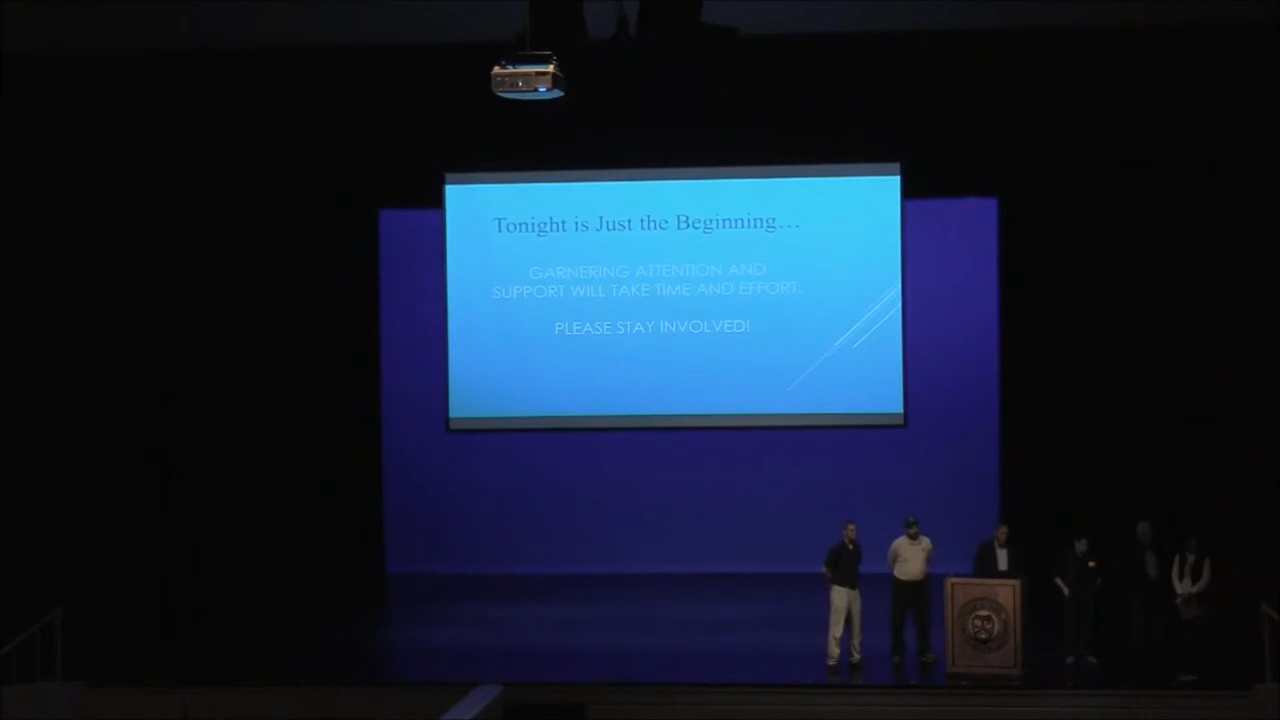 Tonight is Just the Beginning...
GARNERING ATTENTION AND
SUPPORT WILL TAKE TIME AND EFFORT.
PLEASE STAY INVOLVED!